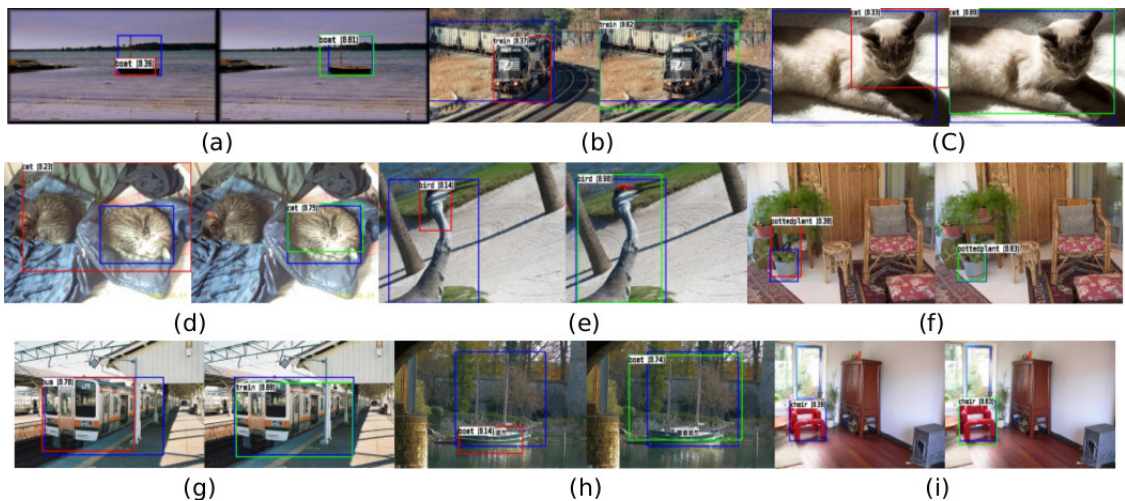 boat |0.36|
boat |0.81|
train |0.37|
train |0.62|
cat |0.33|
cat |0.89|
(a)
(b)
(C)
cat |0.23|
cat |0.75|
bird |0.14|
bird |0.98|
pottedplant |0.38|
pottedplant |0.83|
(d)
(e)
(f)
bus |0.78|
train |0.88|
boat |0.14|
boat |0.74|
chair |0.39|
chair |0.83|
(g)
(h)
(i)